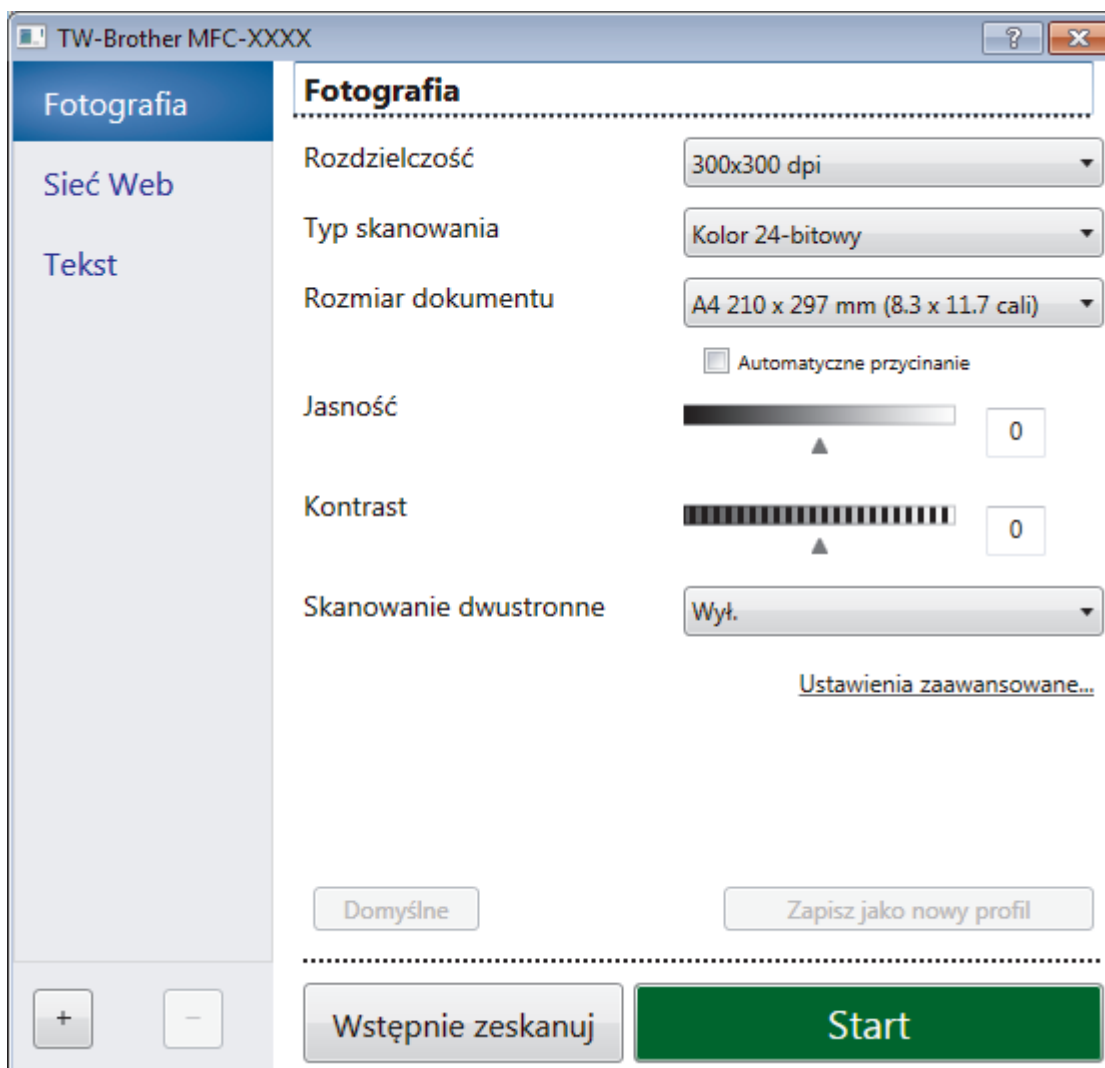 TW-Brother MFC-XXXX
?
Fotografia
Sieć Web
Tekst
Fotografia
Rozdzielczość
300x300 dpi
Typ skanowania
Kolor 24-bitowy
Rozmiar dokumentu
A4 210 x 297 mm (8.3 x 11.7 cali)
Automatyczne przycinanie
Jasność
0
Kontrast
0
Skanowanie dwustronne
Wył.
Ustawienia zaawansowane...
Domyślne
Zapisz jako nowy profil
+
−
Wstępnie zeskanuj
Start